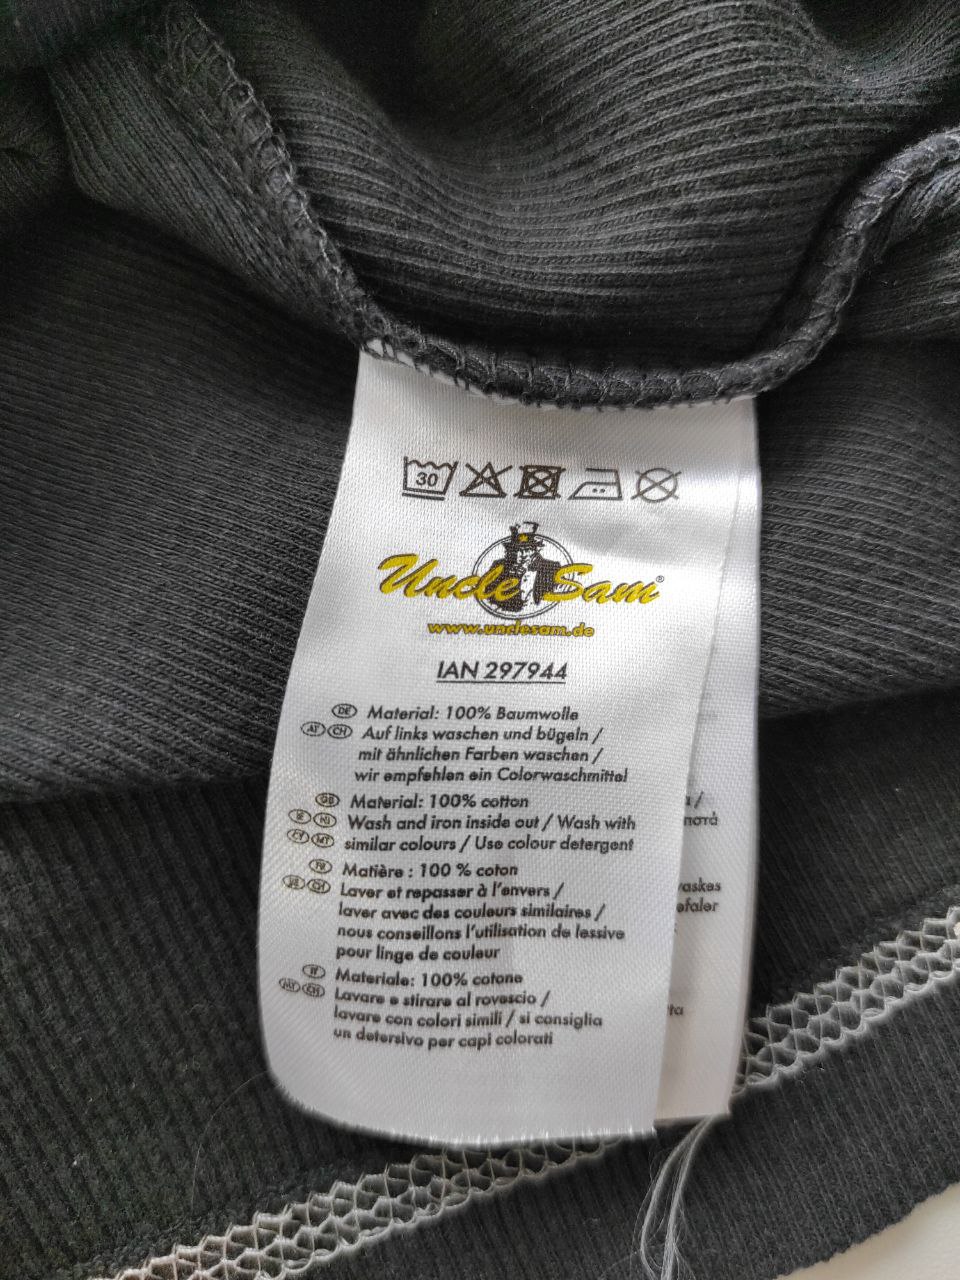 30
Uncle Sam®
www.unclesam.de
IAN 297944
DE Material: 100% Baumwolle
AT CH Auf links waschen und bügeln /
mit ähnlichen Farben waschen /
wir empfehlen ein Colorwaschmittel
GB Material: 100% cotton
IE NI Wash and iron inside out / Wash with
CY MT similar colours / Use colour detergent
FR Matière : 100 % coton
BE CH Laver et repasser à l'envers /
laver avec des couleurs similaires /
nous conseillons l'utilisation de lessive
pour linge de couleur
IT Materiale: 100% cotone
MT CH Lavare e stirare al rovescio /
lavare con colori simili / si consiglia
un detersivo per capi colorati